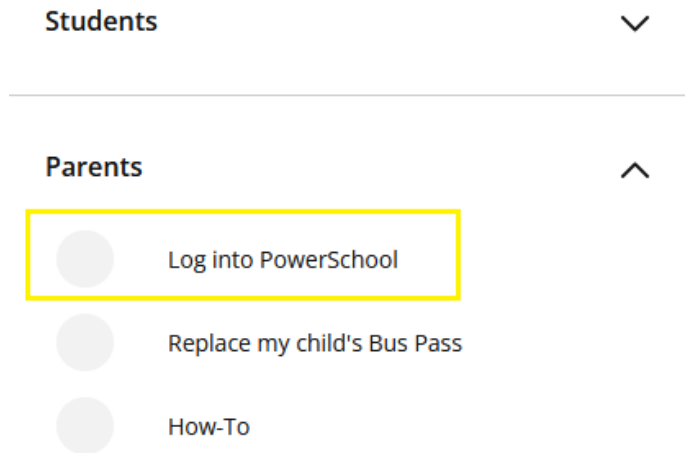 Students
Parents
Log into PowerSchool
Replace my child's Bus Pass
How-To